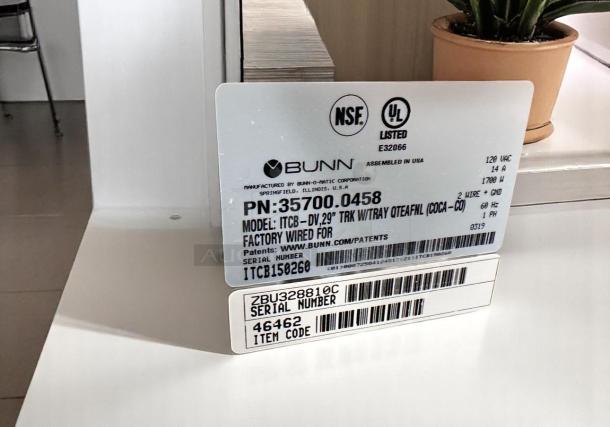 NSF
UL
LISTED
E32066
BUNN
ASSEMBLED IN USA
120 VAC
14 A
1700 W
2 WIRE + GND
60 Hz
1 PH
0319
MANUFACTURED BY BUNN-O-MATIC CORPORATION
SPRINGFIELD, ILLINOIS, U.S.A
PN:35700.0458
MODEL: ITCB-DV,29" TRK W/TRAY QTEAFNL (COCA-CO)
FACTORY WIRED FOR
Patents: WWW.BUNN.COM/PATENTS
SERIAL NUMBER
ITCB150260
ZBU328810C
SERIAL NUMBER
46462
ITEM CODE